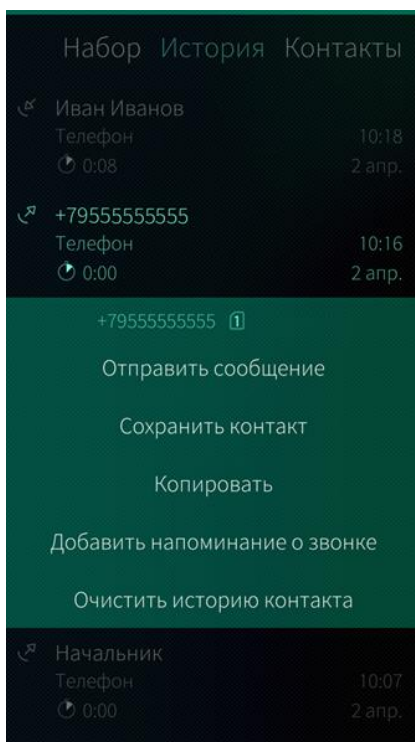 Набор История Контакты
Иван Иванов
Телефон 10:18
0:08 2 апр.
+79555555555
Телефон 10:16
0:00 2 апр.
+79555555555 1
Отправить сообщение
Сохранить контакт
Копировать
Добавить напоминание о звонке
Очистить историю контакта
Начальник
Телефон 10:07
0:00 2 апр.